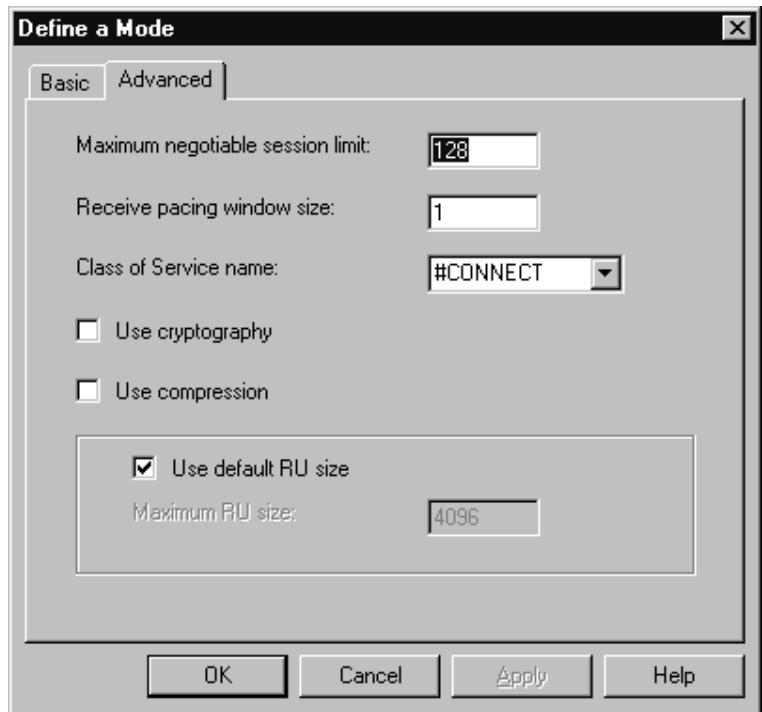 Define a Mode
Basic
Advanced
Maximum negotiable session limit:
128
Receive pacing window size:
1
Class of Service name:
#CONNECT
Use cryptography
Use compression
Use default RU size
Maximum RU size:
4096
OK
Cancel
Apply
Help